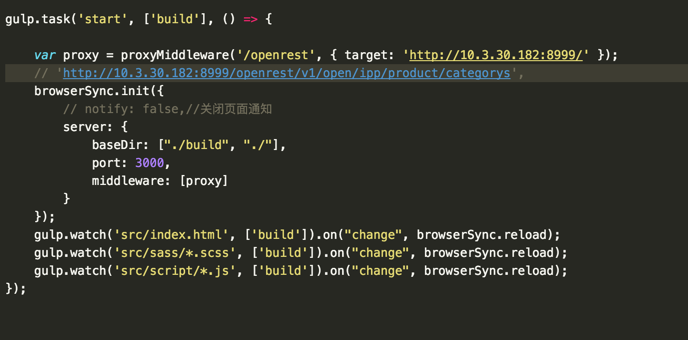 gulp.task('start', ['build'], () => {
var proxy = proxyMiddleware('/openrest', { target: 'http://10.3.30.182:8999/' });
// 'http://10.3.30.182:8999/openrest/v1/open/ipp/product/categorys',
browserSync.init({
// notify: false,//关闭页面通知
server: {
baseDir: ["./build", "./"],
port: 3000,
middleware: [proxy]
}
});
gulp.watch('src/index.html', ['build']).on("change", browserSync.reload);
gulp.watch('src/sass/*.scss', ['build']).on("change", browserSync.reload);
gulp.watch('src/script/*.js', ['build']).on("change", browserSync.reload);
});